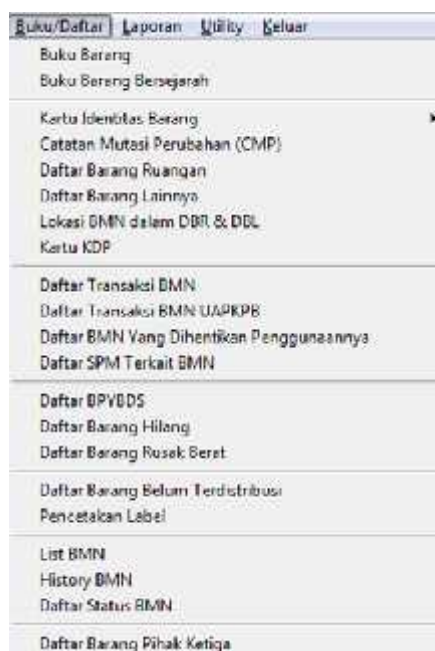 Buku/Daftar Laporan Utility Keluar
Buku Barang
Buku Barang Bersejarah
Kartu Identitas Barang
Catatan Mutasi Perubahan (CMP)
Daftar Barang Ruangan
Daftar Barang Lainnya
Lokasi BMN dalam DBR & DBL
Kartu KDP
Daftar Transaksi BMN
Daftar Transaksi BMN UAPKPB
Daftar BMN Yang Dihentikan Penggunaannya
Daftar SPM Terkait BMN
Daftar BPYBDS
Daftar Barang Hilang
Daftar Barang Rusak Berat
Daftar Barang Belum Terdistribusi
Pencetakan Label
List BMN
History BMN
Daftar Status BMN
Daftar Barang Pihak Ketiga